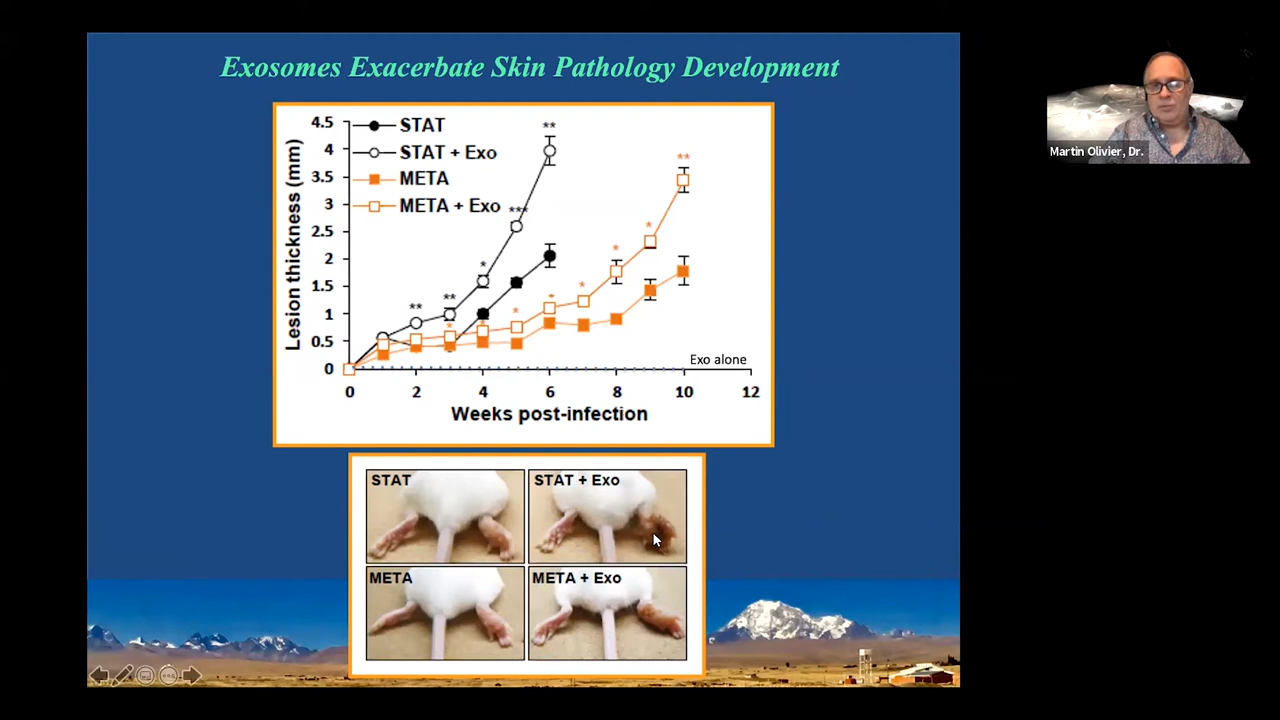 Exosomes Exacerbate Skin Pathology Development
Martin Olivier, Dr.
STAT
STAT + Exo
META
META + Exo
Lesion thickness (mm)
4.5
4
3.5
3
2.5
2
1.5
1
0.5
0
** ** * *** **
* * * * * * * * **
Exo alone
0 2 4 6 8 10 12
Weeks post-infection
STAT
STAT + Exo
META
META + Exo